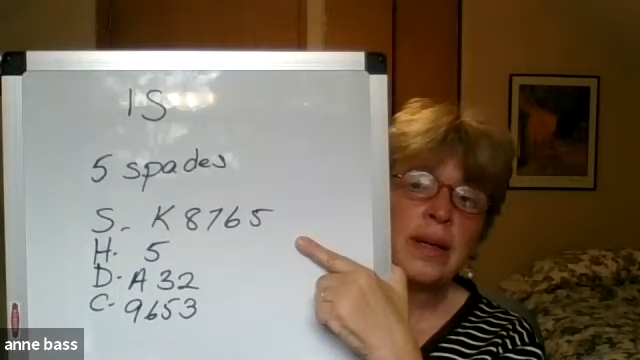 1S
5 spades
S. K8765
H. 5
D. A32
C- 9653
anne bass